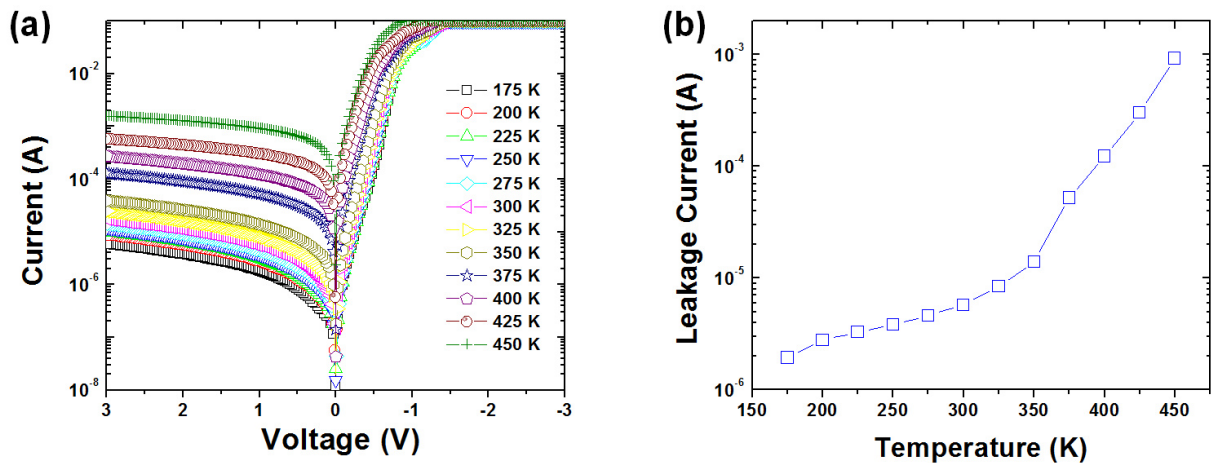 (a)
Current (A)
10^-2
10^-4
10^-6
10^-8
3 2 1 0 -1 -2 -3
Voltage (V)
175 K
200 K
225 K
250 K
275 K
300 K
325 K
350 K
375 K
400 K
425 K
450 K
(b)
Leakage Current (A)
10^-3
10^-4
10^-5
10^-6
150 200 250 300 350 400 450
Temperature (K)